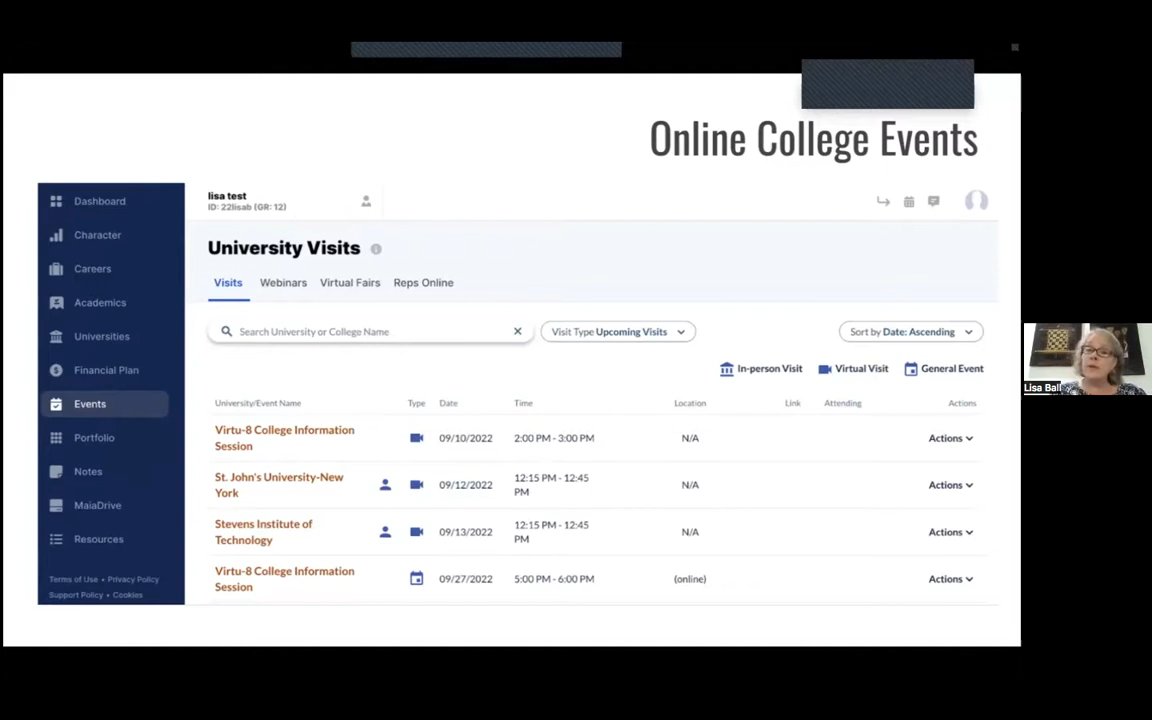 Online College Events
Dashboard
Character
Careers
Academics
Universities
Financial Plan
Events
Portfolio
Notes
MaiaDrive
Resources
Terms of Use • Privacy Policy
Support Policy • Cookies
lisa test
ID: 22lisab (GR: 12)
University Visits
Visits Webinars Virtual Fairs Reps Online
Search University or College Name
Visit Type Upcoming Visits
Sort by Date: Ascending
In-person Visit Virtual Visit General Event
University/Event Name Type Date Time Location Link Attending Actions
Virtu-8 College Information
Session
09/10/2022 2:00 PM - 3:00 PM N/A Actions
St. John's University-New
York
09/12/2022
12:15 PM - 12:45
PM
N/A Actions
Stevens Institute of
Technology
09/13/2022
12:15 PM - 12:45
PM
N/A Actions
Virtu-8 College Information
Session
09/27/2022 5:00 PM - 6:00 PM (online) Actions
Lisa Ball